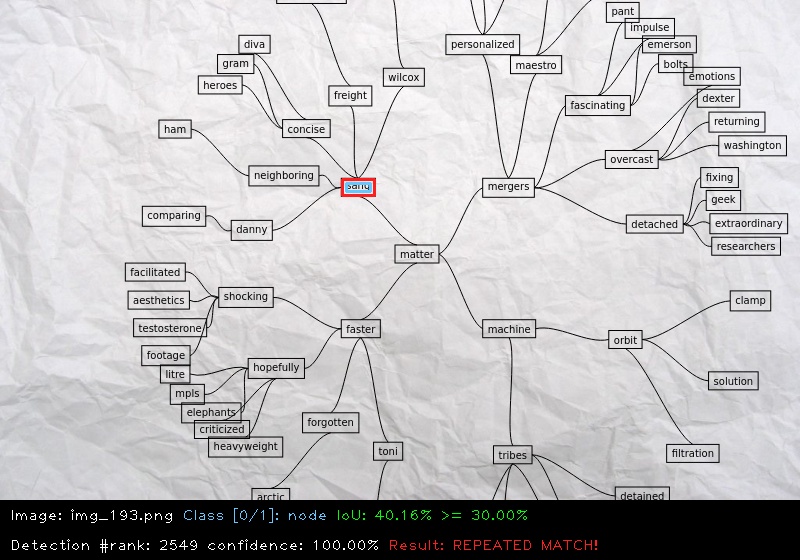 pant
impulse
diva
personalized
emerson
gram
maestro
bolts
emotions
wilcox
heroes
freight
dexter
fascinating
returning
ham
concise
washington
overcast
neighboring
fixing
sang
mergers
geek
comparing
danny
detached
extraordinary
researchers
matter
facilitated
shocking
aesthetics
clamp
testosterone
faster
machine
orbit
footage
hopefully
litre
solution
mpls
elephants
forgotten
criticized
heavyweight
toni
tribes
filtration
arctic
detained
Image: img_193.png Class [0/1]: node IoU: 40.16% >= 30.00%
Detection #rank: 2549 confidence: 100.00% Result: REPEATED MATCH!